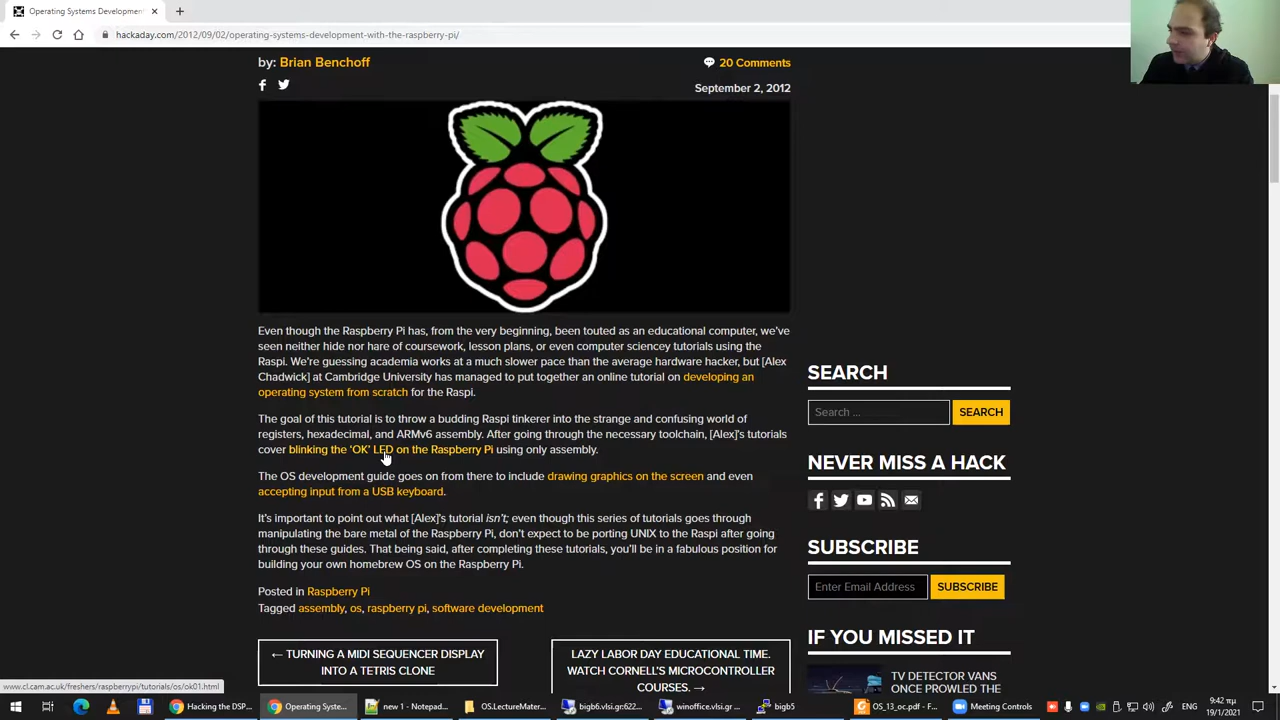 Operating Systems Development
hackaday.com/2012/09/02/operating-systems-development-with-the-raspberry-pi/
by: Brian Benchoff
20 Comments
September 2, 2012
Even though the Raspberry Pi has, from the very beginning, been touted as an educational computer, we've
seen neither hide nor hare of coursework, lesson plans, or even computer sciencey tutorials using the
Raspi. We're guessing academia works at a much slower pace than the average hardware hacker, but [Alex
Chadwick] at Cambridge University has managed to put together an online tutorial on developing an
operating system from scratch for the Raspi.
The goal of this tutorial is to throw a budding Raspi tinkerer into the strange and confusing world of
registers, hexadecimal, and ARMv6 assembly. After going through the necessary toolchain, [Alex]'s tutorials
cover blinking the 'OK' LED on the Raspberry Pi using only assembly.
The OS development guide goes on from there to include drawing graphics on the screen and even
accepting input from a USB keyboard.
It's important to point out what [Alex]'s tutorial isn't; even though this series of tutorials goes through
manipulating the bare metal of the Raspberry Pi, don't expect to be porting UNIX to the Raspi after going
through these guides. That being said, after completing these tutorials, you'll be in a fabulous position for
building your own homebrew OS on the Raspberry Pi.
Posted in Raspberry Pi
Tagged assembly, os, raspberry pi, software development
← TURNING A MIDI SEQUENCER DISPLAY
INTO A TETRIS CLONE
LAZY LABOR DAY EDUCATIONAL TIME.
WATCH CORNELL'S MICROCONTROLLER
COURSES. →
SEARCH
Search ...
SEARCH
NEVER MISS A HACK
SUBSCRIBE
Enter Email Address
SUBSCRIBE
IF YOU MISSED IT
TV DETECTOR VANS
ONCE PROWLED THE
www.cl.cam.ac.uk/freshers/raspberrypi/tutorials/os/ok01.html
Hacking the DSP...
Operating Syste...
new 1 - Notepad...
OS.LectureMater...
bigb6.vlsi.gr:622...
winoffice.vlsi.gr ...
bigb5
OS_13_oc.pdf - F...
Meeting Controls
ΕΝG
9:42 πμ
19/1/2021